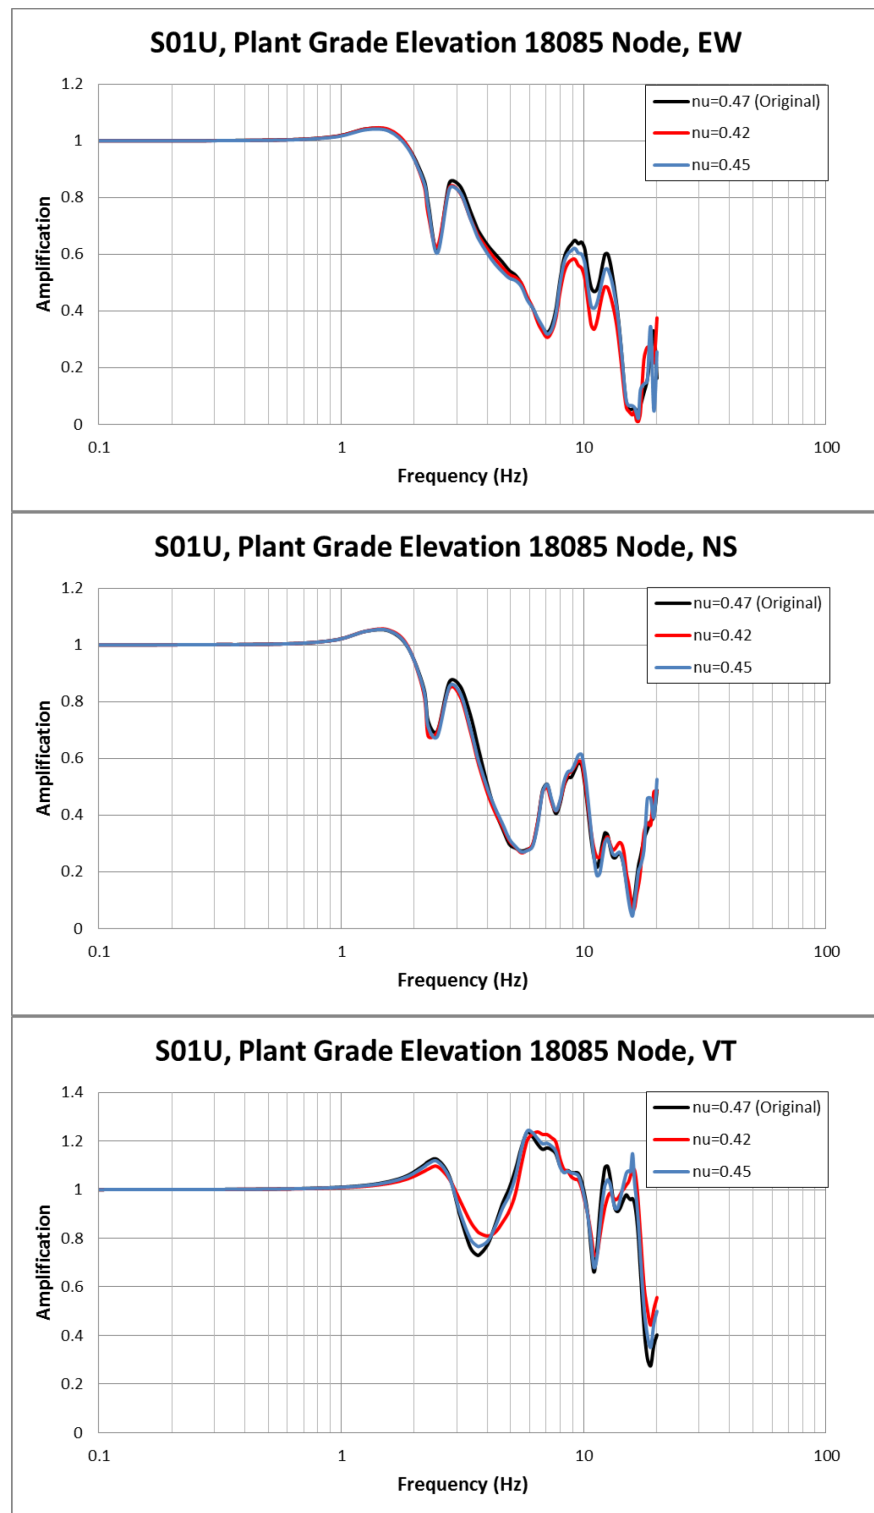 S01U, Plant Grade Elevation 18085 Node, EW
1.2
nu=0.47 (Original)
1
nu=0.42
nu=0.45
0.8
Amplification
0.6
0.4
0.2
0
0.1
1
10
100
Frequency (Hz)
S01U, Plant Grade Elevation 18085 Node, NS
1.2
nu=0.47 (Original)
1
nu=0.42
nu=0.45
0.8
Amplification
0.6
0.4
0.2
0
0.1
1
10
100
Frequency (Hz)
S01U, Plant Grade Elevation 18085 Node, VT
1.4
nu=0.47 (Original)
1.2
nu=0.42
nu=0.45
1
Amplification
0.8
0.6
0.4
0.2
0
0.1
1
10
100
Frequency (Hz)